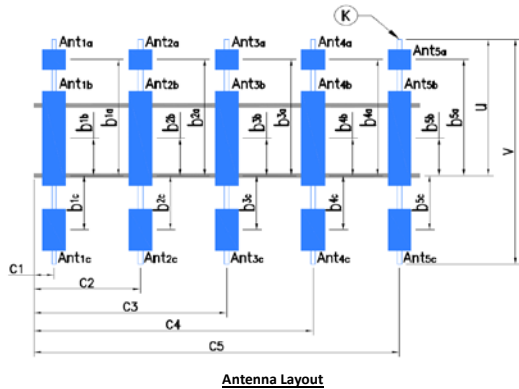 K
Ant1a Ant2a Ant3a Ant4a Ant5a
Ant1b Ant2b Ant3b Ant4b Ant5b
b1b b1a b2b b2a b3b b3a b4b b4a b5b b5a U V
b1c b2c b3c b4c b5c
Ant1c Ant2c Ant3c Ant4c Ant5c
C1
C2
C3
C4
C5
Antenna Layout